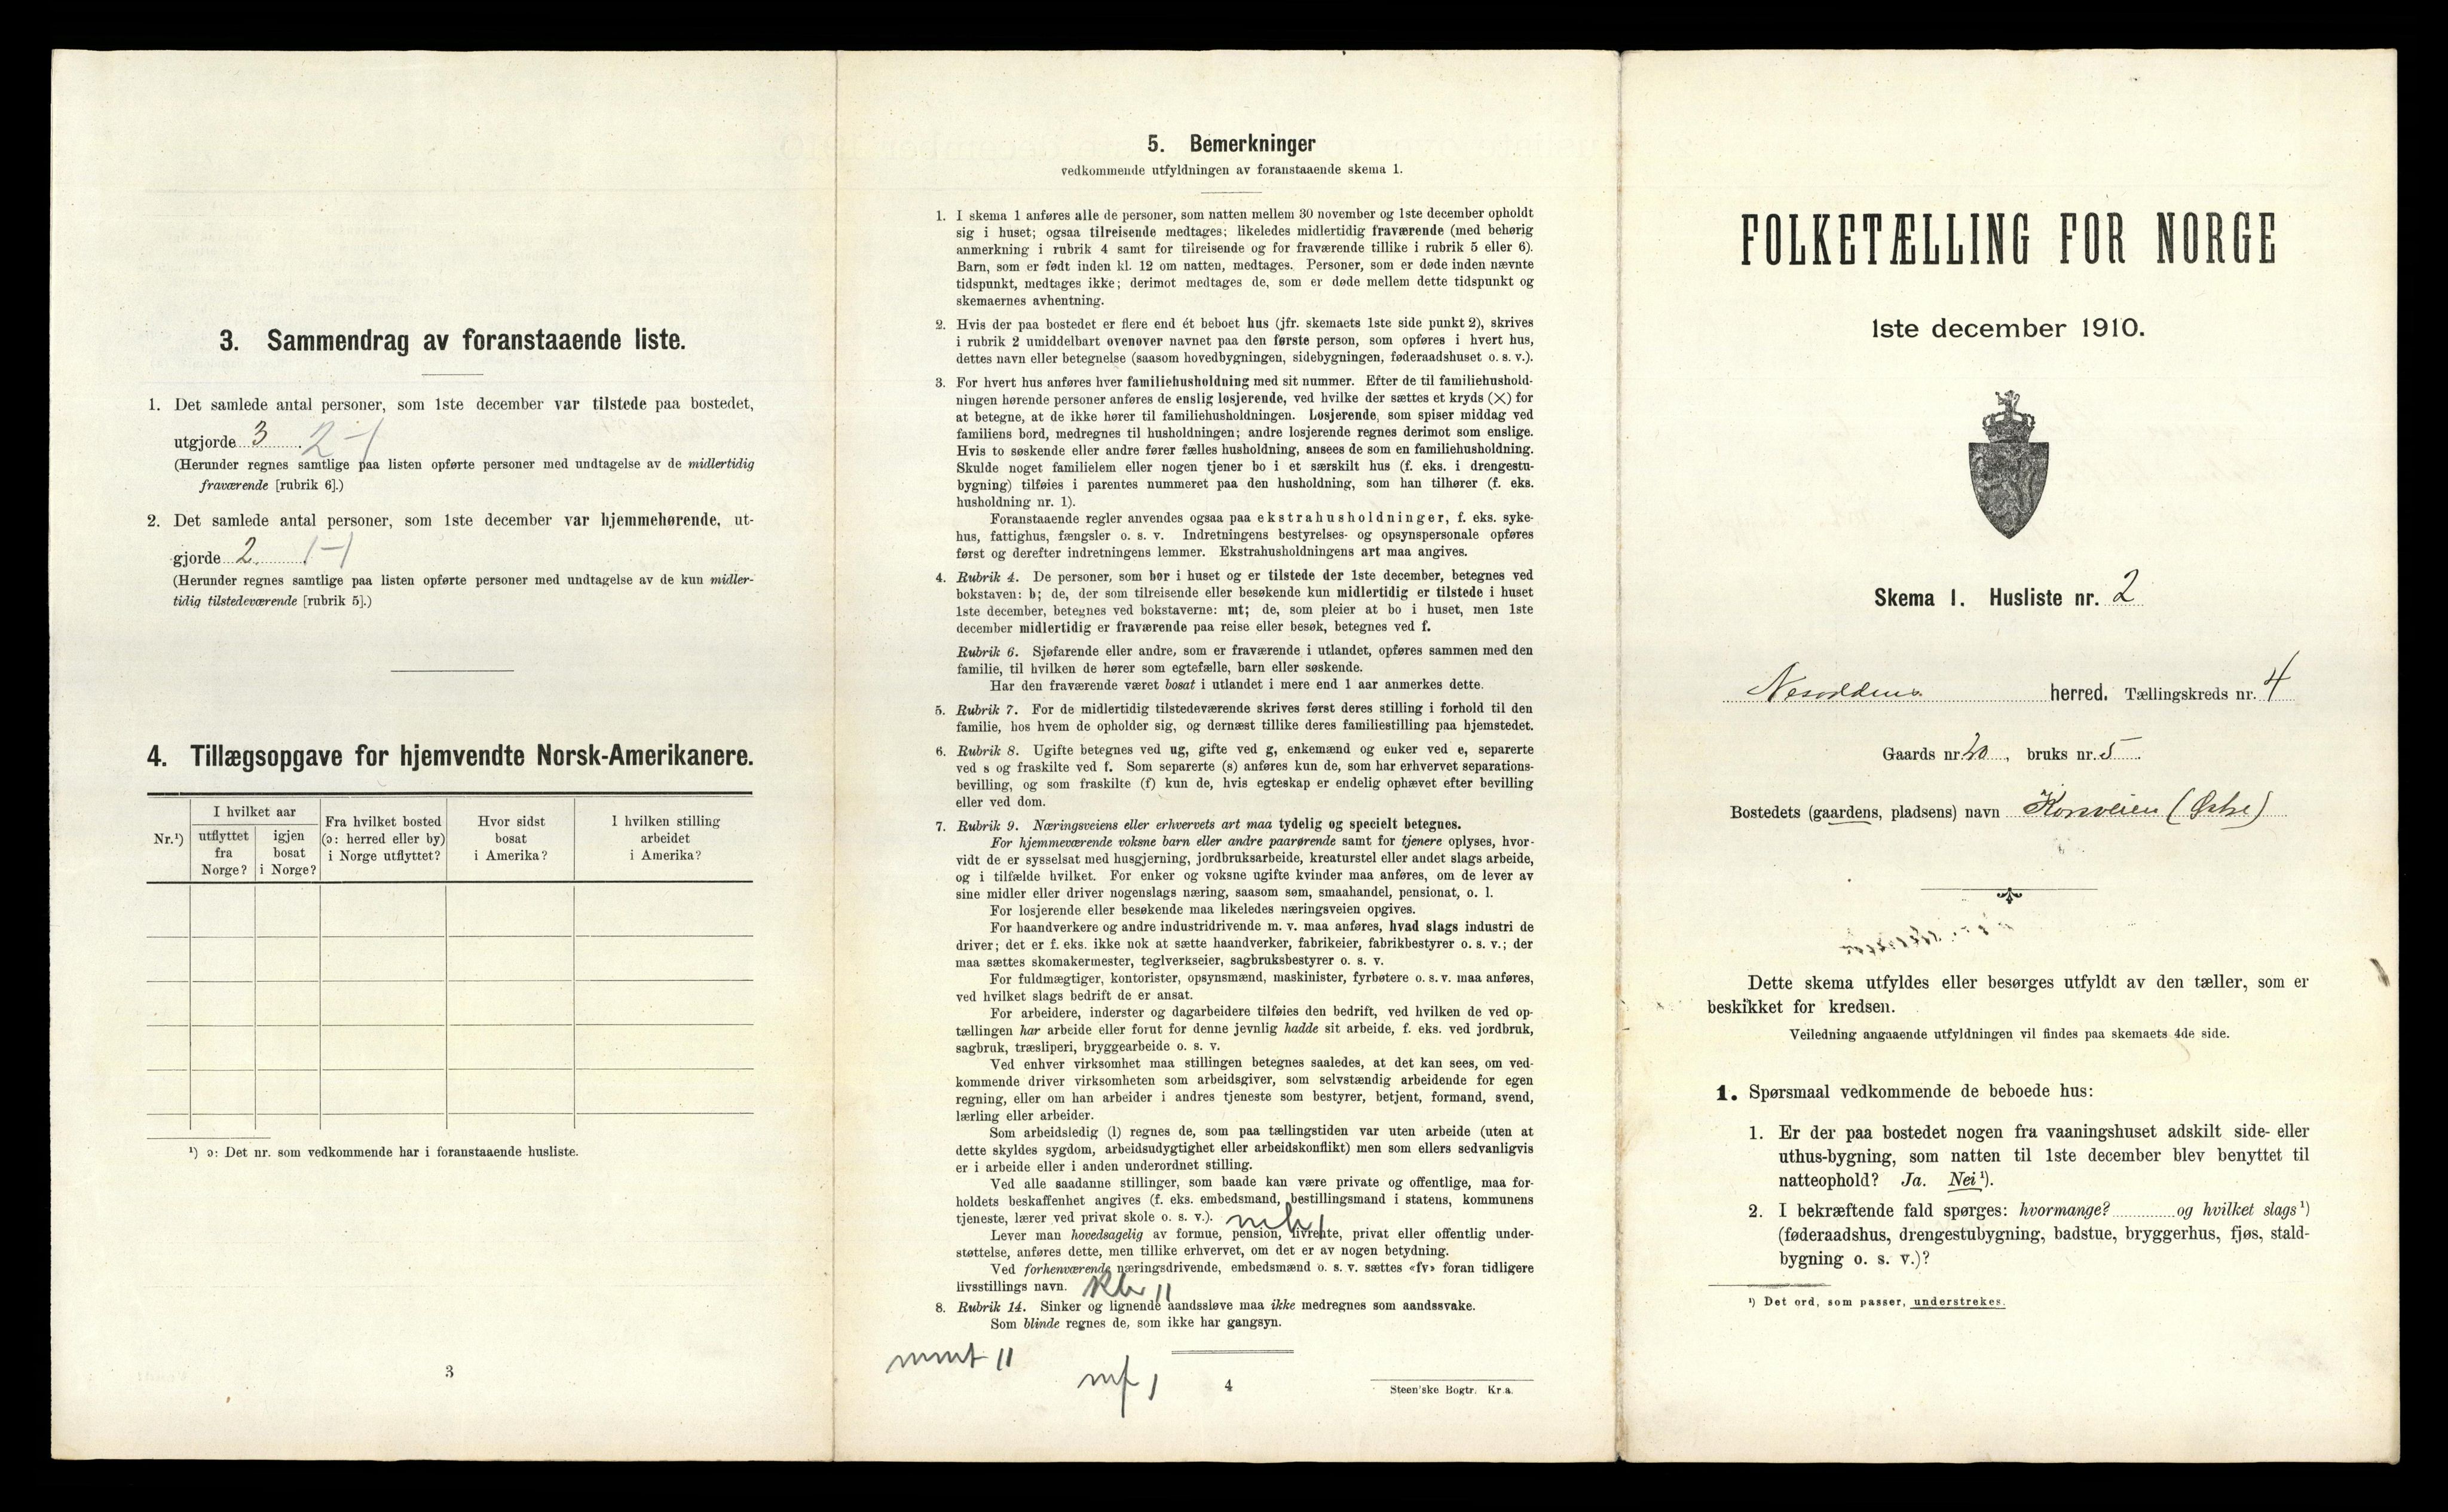 3. Sammendrag av foranstaaende liste.
1. Det samlede antal personer, som 1ste december var tilstede paa bostedet,
utgjorde 3 2-1
(Herunder regnes samtlige paa listen opførte personer med undtagelse av de midlertidig
fraværende [rubrik 6].)
2. Det samlede antal personer, som 1ste december var hjemmehørende, ut-
gjorde 2 1-1
(Herunder regnes samtlige paa listen opførte personer med undtagelse av de kun midler-
tidig tilstedeværende [rubrik 5].)
4. Tillægsopgave for hjemvendte Norsk-Amerikanere.
Nr.¹)
I hvilket aar
utflyttet
fra
Norge?
igjen
bosat
i Norge?
Fra hvilket bosted
(ɔ: herred eller by)
i Norge utflyttet?
Hvor sidst
bosat
i Amerika?
I hvilken stilling
arbeidet
i Amerika?
¹) ɔ: Det nr. som vedkommende har i foranstaaende husliste.
3
5. Bemerkninger
vedkommende utfyldningen av foranstaaende skema 1.
1. I skema 1 anføres alle de personer, som natten mellem 30 november og 1ste december opholdt
sig i huset; ogsaa tilreisende medtages; likeledes midlertidig fraværende (med behørig
anmerkning i rubrik 4 samt for tilreisende og for fraværende tillike i rubrik 5 eller 6).
Barn, som er født inden kl. 12 om natten, medtages. Personer, som er døde inden nævnte
tidspunkt, medtages ikke; derimot medtages de, som er døde mellem dette tidspunkt og
skemaernes avhentning.
2. Hvis der paa bostedet er flere end ét beboet hus (jfr. skemaets 1ste side punkt 2), skrives
i rubrik 2 umiddelbart ovenover navnet paa den første person, som opføres i hvert hus,
dettes navn eller betegnelse (saasom hovedbygningen, sidebygningen, føderaadshuset o. s. v.).
3. For hvert hus anføres hver familiehusholdning med sit nummer. Efter de til familiehushold-
ningen hørende personer anføres de enslig losjerende, ved hvilke der sættes et kryds (×) for
at betegne, at de ikke hører til familiehusholdningen. Losjerende, som spiser middag ved
familiens bord, medregnes til husholdningen; andre losjerende regnes derimot som enslige.
Hvis to søskende eller andre fører fælles husholdning, ansees de som en familiehusholdning.
Skulde noget familielem eller nogen tjener bo i et særskilt hus (f. eks. i drengestu-
bygning) tilføies i parentes nummeret paa den husholdning, som han tilhører (f. eks.
husholdning nr. 1).
Foranstaaende regler anvendes ogsaa paa ekstrahusholdninger, f. eks. syke-
hus, fattighus, fængsler o. s. v. Indretningens bestyrelses- og opsynspersonale opføres
først og derefter indretningens lemmer. Ekstrahusholdningens art maa angives.
4. Rubrik 4. De personer, som bor i huset og er tilstede der 1ste december, betegnes ved
bokstaven: b; de, der som tilreisende eller besøkende kun midlertidig er tilstede i huset
1ste december, betegnes ved bokstaverne: mt; de, som pleier at bo i huset, men 1ste
december midlertidig er fraværende paa reise eller besøk, betegnes ved f.
Rubrik 6. Sjøfarende eller andre, som er fraværende i utlandet, opføres sammen med den
familie, til hvilken de hører som egtefælle, barn eller søskende.
Har den fraværende været bosat i utlandet i mere end 1 aar anmerkes dette.
5. Rubrik 7. For de midlertidig tilstedeværende skrives først deres stilling i forhold til den
familie, hos hvem de opholder sig, og dernæst tillike deres familiestilling paa hjemstedet.
6. Rubrik 8. Ugifte betegnes ved ug, gifte ved g, enkemænd og enker ved e, separerte
ved s og fraskilte ved f. Som separerte (s) anføres kun de, som har erhvervet separations-
bevilling, og som fraskilte (f) kun de, hvis egteskap er endelig ophævet efter bevilling
eller ved dom.
7. Rubrik 9. Næringsveiens eller erhvervets art maa tydelig og specielt betegnes.
For hjemmeværende voksne barn eller andre paarørende samt for tjenere oplyses, hvor-
vidt de er sysselsat med husgjerning, jordbruksarbeide, kreaturstel eller andet slags arbeide,
og i tilfælde hvilket. For enker og voksne ugifte kvinder maa anføres, om de lever av
sine midler eller driver nogenslags næring, saasom søm, smaahandel, pensionat, o. l.
For losjerende eller besøkende maa likeledes næringsveien opgives.
For haandverkere og andre industridrivende m. v. maa anføres, hvad slags industri de
driver; det er f. eks. ikke nok at sætte haandverker, fabrikeier, fabrikbestyrer o. s. v.; der
maa sættes skomakermester, teglverkseier, sagbruksbestyrer o. s. v.
For fuldmægtiger, kontorister, opsynsmænd, maskinister, fyrbøtere o. s. v. maa anføres,
ved hvilket slags bedrift de er ansat.
For arbeidere, inderster og dagarbeidere tilføies den bedrift, ved hvilken de ved op-
tællingen har arbeide eller forut for denne jevnlig hadde sit arbeide, f. eks. ved jordbruk,
sagbruk, træsliperi, bryggearbeide o. s. v.
Ved enhver virksomhet maa stillingen betegnes saaledes, at det kan sees, om ved-
kommende driver virksomheten som arbeidsgiver, som selvstændig arbeidende for egen
regning, eller om han arbeider i andres tjeneste som bestyrer, betjent, formand, svend,
lærling eller arbeider.
Som arbeidsledig (l) regnes de, som paa tællingstiden var uten arbeide (uten at
dette skyldes sygdom, arbeidsudygtighet eller arbeidskonflikt) men som ellers sedvanligvis
er i arbeide eller i anden underordnet stilling.
Ved alle saadanne stillinger, som baade kan være private og offentlige, maa for-
holdets beskaffenhet angives (f. eks. embedsmand, bestillingsmand i statens, kommunens
tjeneste, lærer ved privat skole o. s. v.).
Lever man hovedsagelig av formue, pension, livrente, privat eller offentlig under-
støttelse, anføres dette, men tillike erhvervet, om det er av nogen betydning.
Ved forhenværende næringsdrivende, embedsmænd o. s. v. sættes «fv» foran tidligere
livsstillings navn.
8. Rubrik 14. Sinker og lignende aandssløve maa ikke medregnes som aandssvake.
Som blinde regnes de, som ikke har gangsyn.
mmt 11
mf 1
4
Steen'ske Bogtr. Kr.a.
FOLKETÆLLING FOR NORGE
1ste december 1910.
Skema 1. Husliste nr. 2
Nesoddens herred. Tællingskreds nr. 4
Gaards nr. 20, bruks nr. 5
Bostedets (gaardens, pladsens) navn Korsveien (Østre)
Dette skema utfyldes eller besørges utfyldt av den tæller, som er
beskikket for kredsen.
Veiledning angaaende utfyldningen vil findes paa skemaets 4de side.
1. Spørsmaal vedkommende de beboede hus:
1. Er der paa bostedet nogen fra vaaningshuset adskilt side- eller
uthus-bygning, som natten til 1ste december blev benyttet til
natteophold? Ja. Nei ¹).
2. I bekræftende fald spørges: hvormange? og hvilket slags ¹)
(føderaadshus, drengestubygning, badstue, bryggerhus, fjøs, stald-
bygning o. s. v.)?
¹) Det ord, som passer, understrekes.